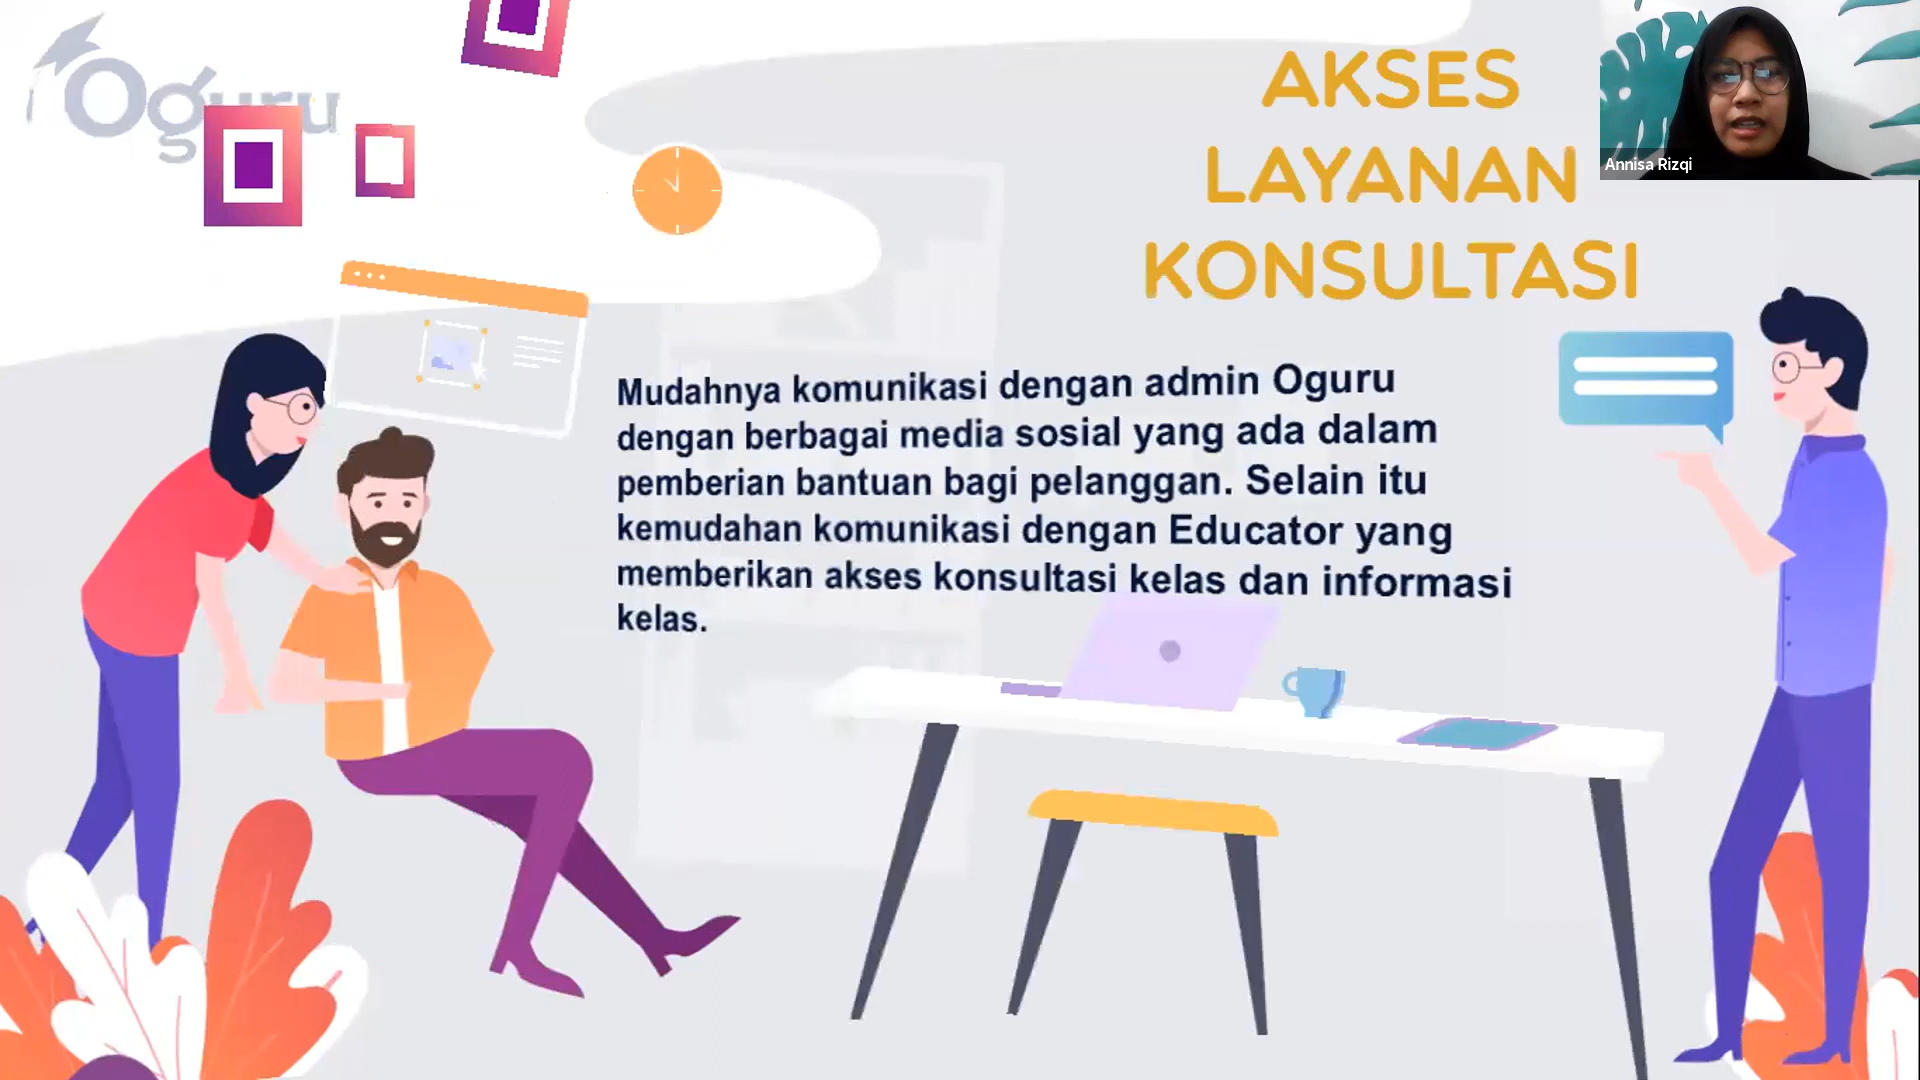 Oguru
AKSES
LAYANAN
KONSULTASI
Annisa Rizqi
Mudahnya komunikasi dengan admin Oguru
dengan berbagai media sosial yang ada dalam
pemberian bantuan bagi pelanggan. Selain itu
kemudahan komunikasi dengan Educator yang
memberikan akses konsultasi kelas dan informasi
kelas.